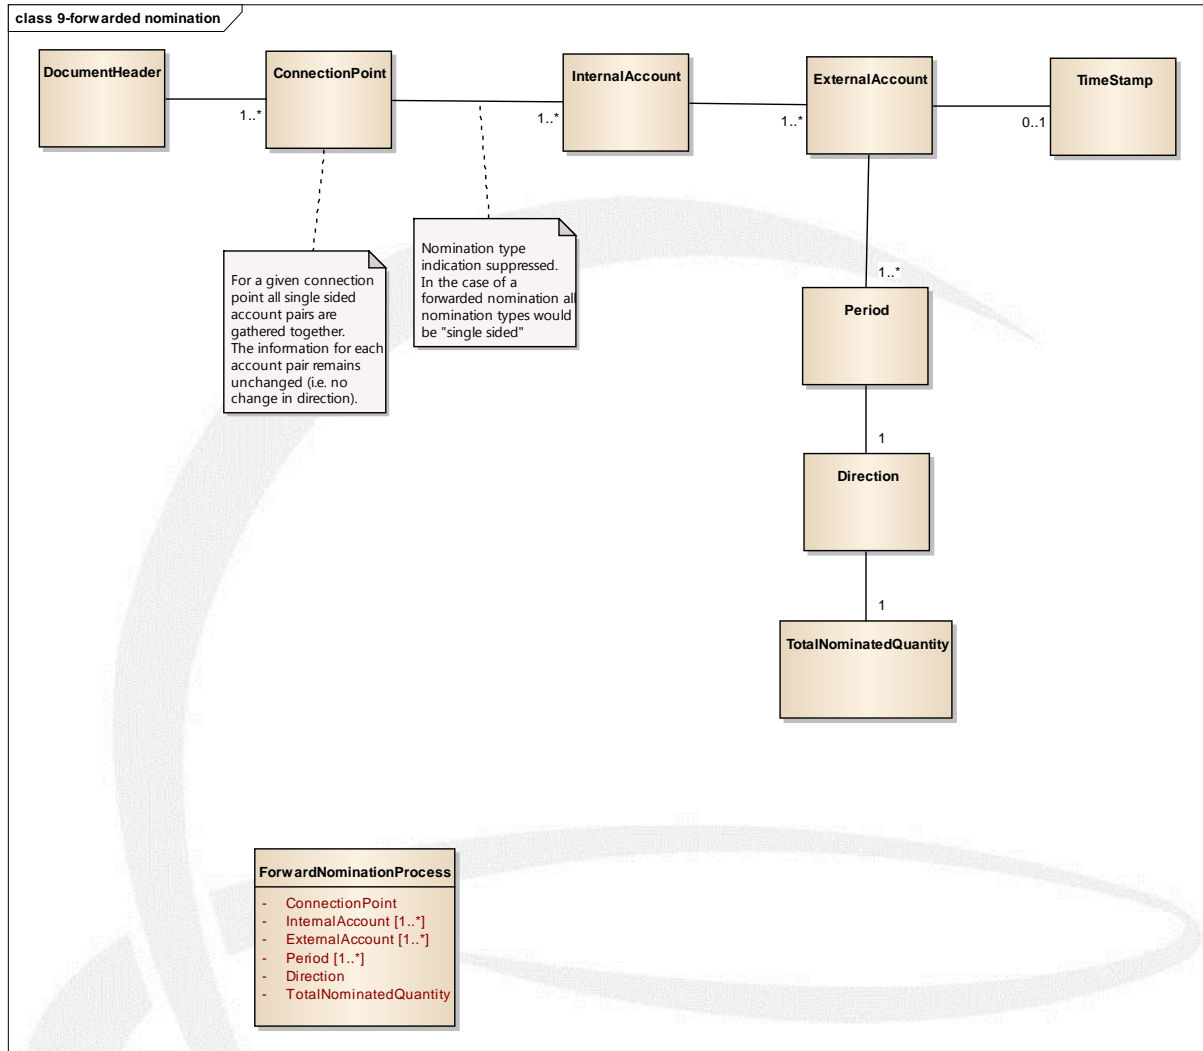 class 9-forwarded nomination
DocumentHeader
ConnectionPoint
InternalAccount
ExternalAccount
TimeStamp
1..*
1..*
1..*
0..1
Nomination type
indication suppressed.
In the case of a
forwarded nomination all
nomination types would
be "single sided"
For a given connection
point all single sided
account pairs are
gathered together.
The information for each
account pair remains
unchanged (i.e. no
change in direction).
1..*
Period
1
Direction
1
TotalNominatedQuantity
ForwardNominationProcess
- ConnectionPoint
- InternalAccount [1..*]
- ExternalAccount [1..*]
- Period [1..*]
- Direction
- TotalNominatedQuantity